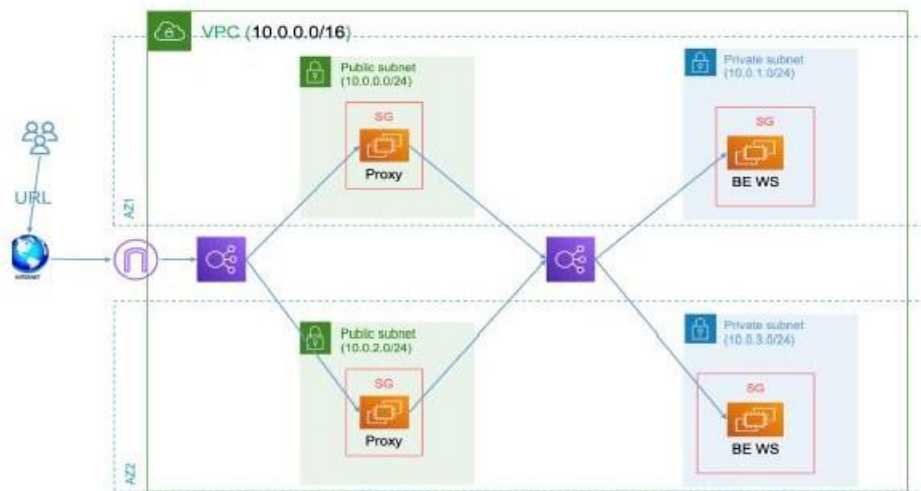 VPC (10.0.0.0/16)
Public subnet
(10.0.0.0/24)
SG
Proxy
Private subnet
(10.0.1.0/24)
SG
BE WS
URL
AZ1
INTERNET
Public subnet
(10.0.2.0/24)
SG
Proxy
Private subnet
(10.0.3.0/24)
SG
BE WS
AZ2